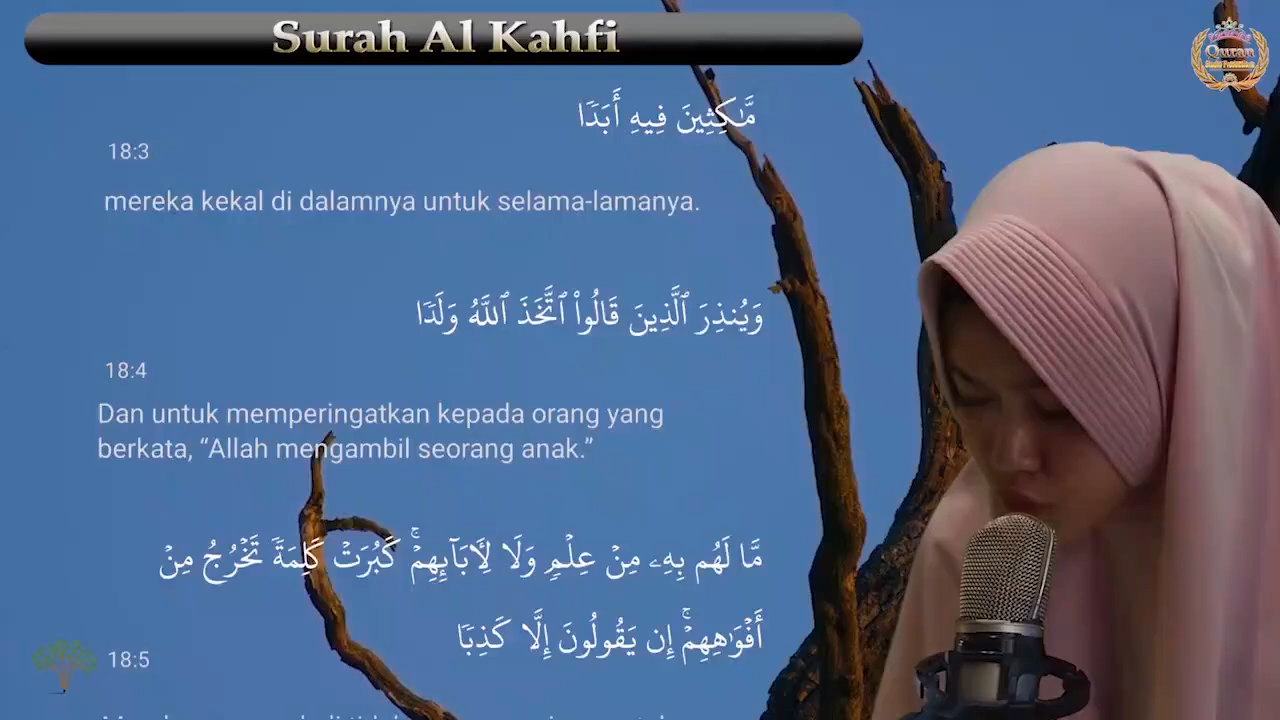 Surah Al Kahfi
Quran
مَّـٰكِثِينَ فِيهِ أَبَدٗا
18:3
mereka kekal di dalamnya untuk selama-lamanya.
وَيُنذِرَ ٱلَّذِينَ قَالُواْ ٱتَّخَذَ ٱللَّهُ وَلَدٗا
18:4
Dan untuk memperingatkan kepada orang yang
berkata, “Allah mengambil seorang anak.”
مَّا لَهُم بِهِۦ مِنۡ عِلۡمٖ وَلَا لِأٓبَآئِهِمۡۚ كَبُرَتۡ كَلِمَةٗ تَخۡرُجُ مِنۡ
أَفۡوَٰهِهِمۡۚ إِن يَقُولُونَ إِلَّا كَذِبٗا
18:5